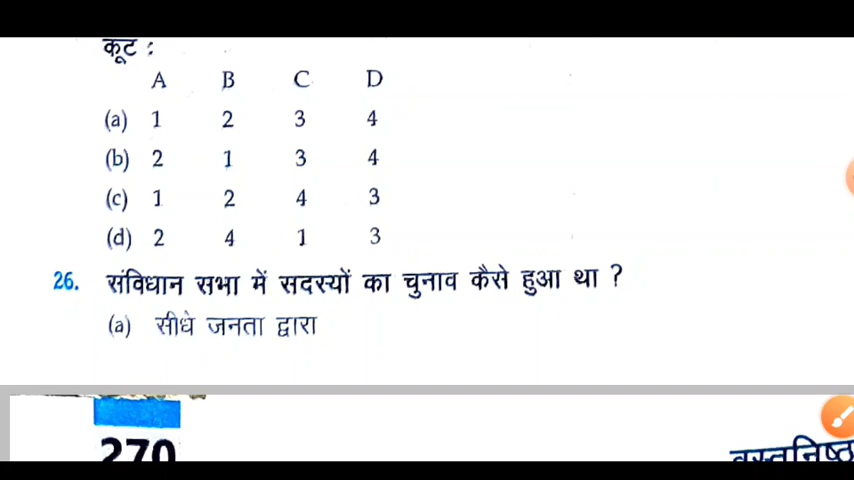 कूट :
A B C D
(a) 1 2 3 4
(b) 2 1 3 4
(c) 1 2 4 3
(d) 2 4 1 3
26. संविधान सभा में सदस्यों का चुनाव कैसे हुआ था ?
(a) सीधे जनता द्वारा
270
वस्तुनिष्ठ